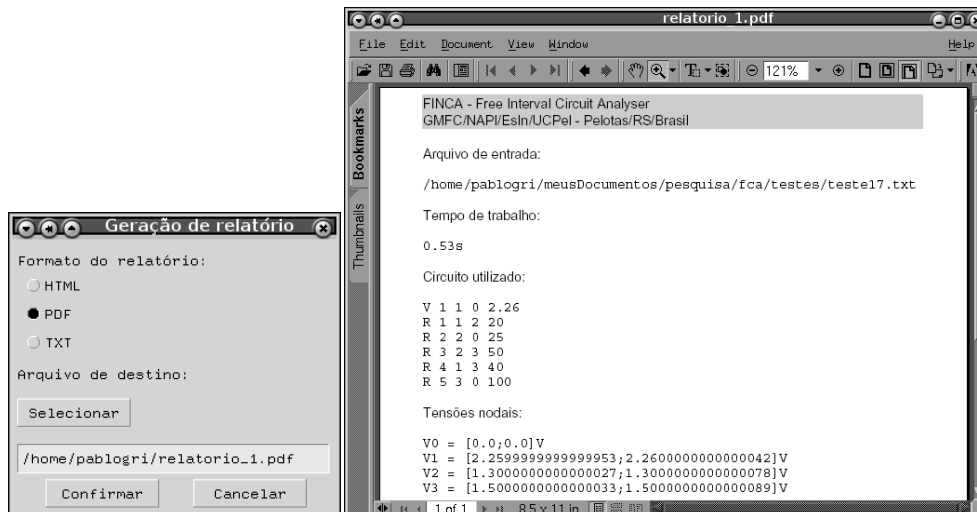 Geração de relatório
Formato do relatório:
HTML
PDF
TXT
Arquivo de destino:
Selecionar
/home/pablogri/relatorio_1.pdf
Confirmar Cancelar
relatorio_1.pdf
File Edit Document View Window Help
121%
Bookmarks
Thumbnails
FINCA - Free Interval Circuit Analyser
GMFC/NAPI/EsIn/UCPel - Pelotas/RS/Brasil
Arquivo de entrada:
/home/pablogri/meusDocumentos/pesquisa/fca/testes/teste17.txt
Tempo de trabalho:
0.53s
Circuito utilizado:
V 1 1 0 2.26
R 1 1 2 20
R 2 2 0 25
R 3 2 3 50
R 4 1 3 40
R 5 3 0 100
Tensões nodais:
V0 = [0.0;0.0]V
V1 = [2.2599999999999953;2.2600000000000042]V
V2 = [1.3000000000000027;1.3000000000000078]V
V3 = [1.5000000000000033;1.5000000000000089]V
1 of 1 8.5 x 11 in